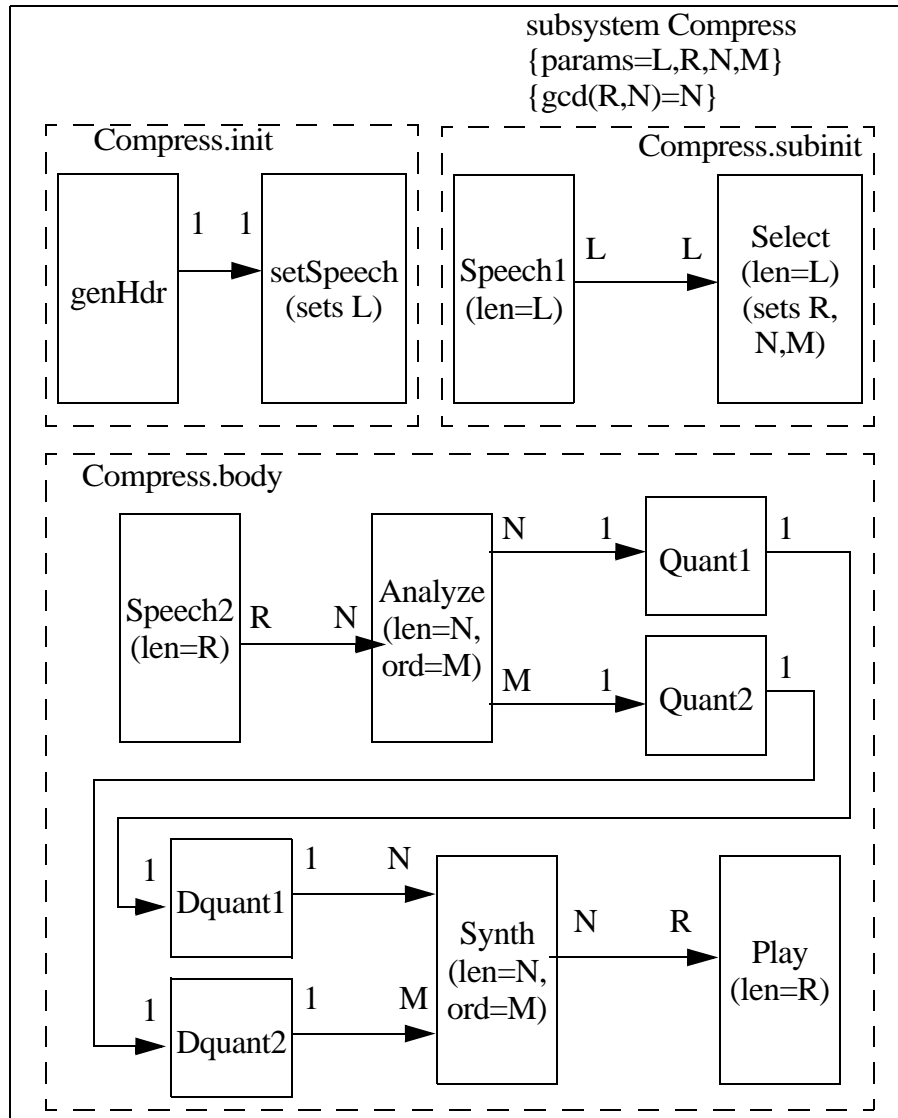 subsystem Compress
{params=L,R,N,M}
{gcd(R,N)=N}
Compress.init
genHdr
1 1
setSpeech
(sets L)
Compress.subinit
Speech1
(len=L)
L L
Select
(len=L)
(sets R,
N,M)
Compress.body
Speech2
(len=R)
R N
Analyze
(len=N,
ord=M)
N 1
Quant1
1
M 1
Quant2
1
1
Dquant1
1 N
1
Dquant2
1 M
Synth
(len=N,
ord=M)
N R
Play
(len=R)